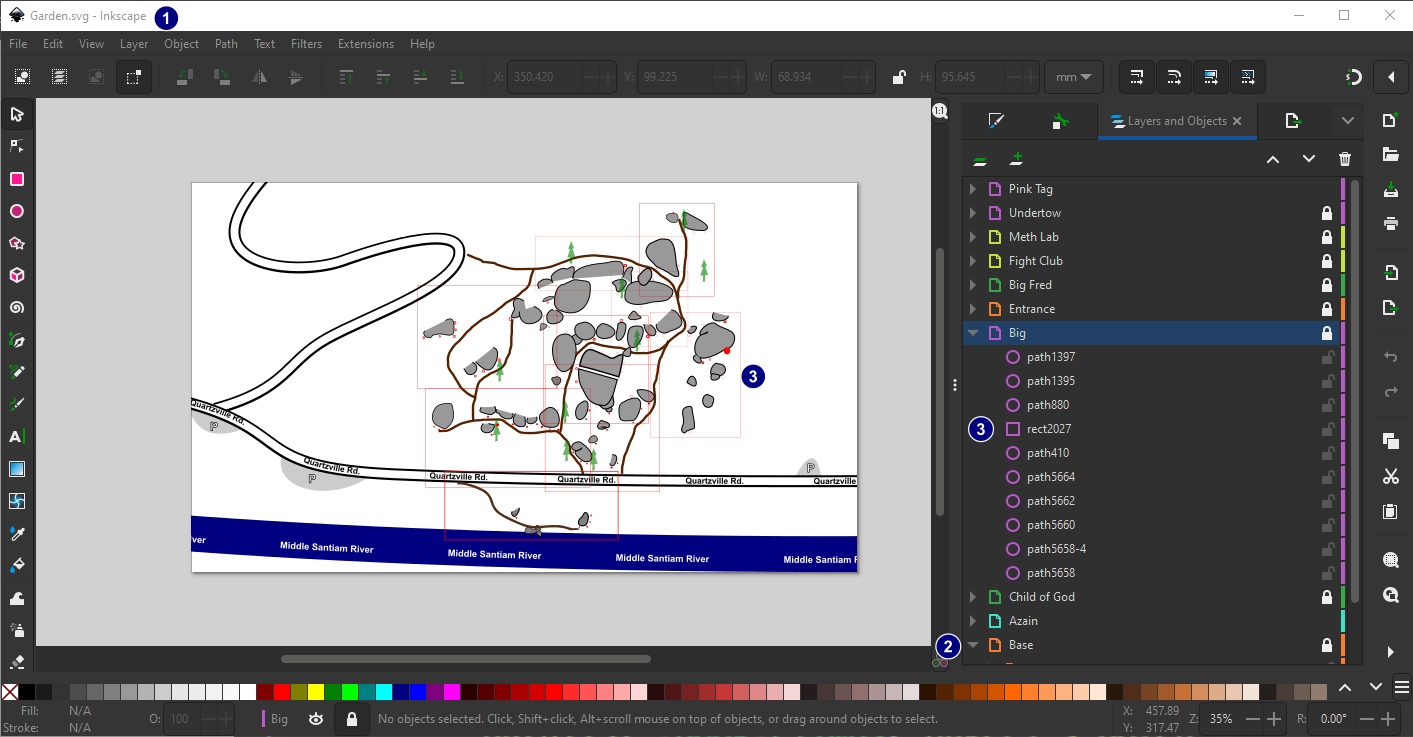 Garden.svg - Inkscape
1
File Edit View Layer Object Path Text Filters Extensions Help
X: 350.420 Y: 99.225 W: 68.934 H: 95.645 mm
1:1
Layers and Objects
Pink Tag
Undertow
Meth Lab
Fight Club
Big Fred
Entrance
Big
path1397
path1395
path880
3 rect2027
path410
path5664
path5662
path5660
path5658-4
path5658
Child of God
Azain
2 Base
3
Quartzville Rd.
P
Quartzville Rd.
P
Quartzville Rd.
Quartzville Rd.
Quartzville Rd.
P
Quartzville
ver
Middle Santiam River
Middle Santiam River
Middle Santiam River
Middle Santiam
A
Fill: N/A
Stroke: N/A
O: 100
Big
No objects selected. Click, Shift+click, Alt+scroll mouse on top of objects, or drag around objects to select.
X: 457.89
Y: 317.47
Z: 35%
R: 0.00°